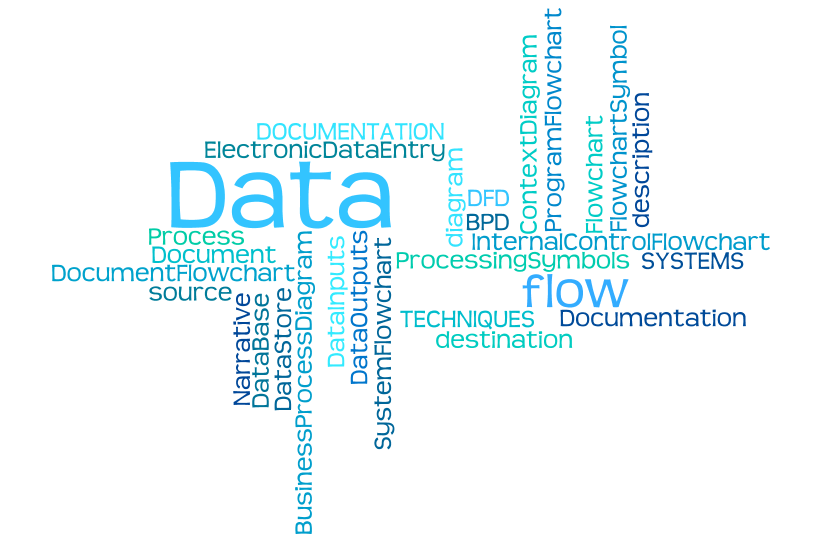 DOCUMENTATION
ElectronicDataEntry
Data
Process
Document
DocumentFlowchart
source
Narrative
DataBase
DataStore
BusinessProcessDiagram
DataInputs
DataOutputs
SystemFlowchart
diagram
DFD
BPD
ContextDiagram
ProgramFlowchart
Flowchart
FlowchartSymbol
description
InternalControlFlowchart
ProcessingSymbols
SYSTEMS
flow
TECHNIQUES
Documentation
destination